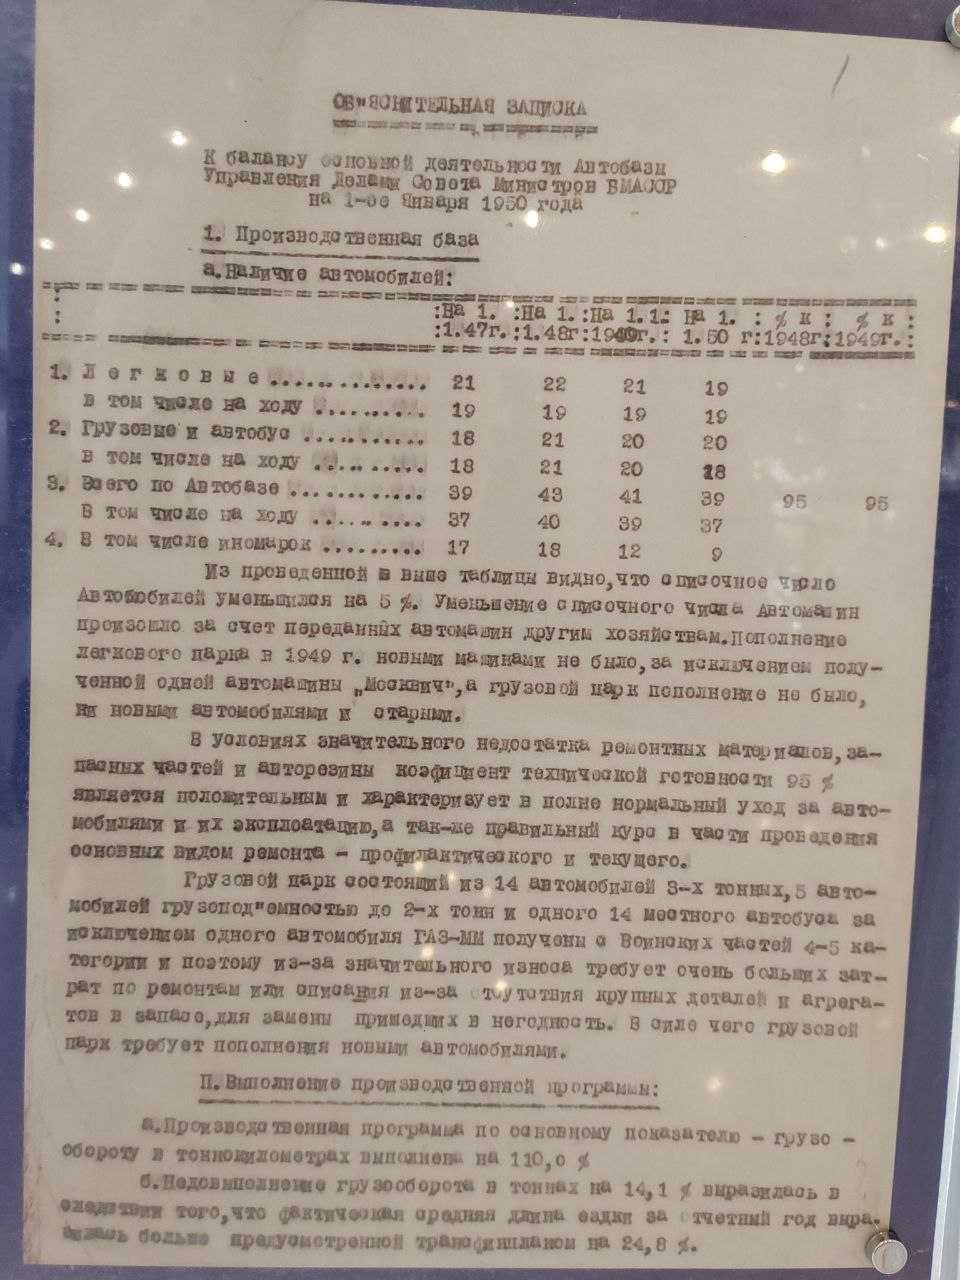 ОБ"ЯСНИТЕЛЬНАЯ ЗАПИСКА
К балансу основной деятельности Автобазы
Управления Делами Совета Министров БМАССР
на 1-ое Января 1950 года
1. Производственная база
а.Наличие автомобилей:
: :На 1. :На 1. :На 1.1: На 1. : % к : % к :
: :1.47г. :1.48г:1949г.: 1.50 г:1948г:1949г.:
1. Л е г к о в ы е .............. 21 22 21 19
в том числе на ходу .......... 19 19 19 19
2. Грузовые и автобус ........... 18 21 20 20
в том числе на ходу .......... 18 21 20 18
3. Всего по Автобазе ............ 39 43 41 39 95 95
В том числе на ходу .......... 37 40 39 37
4. В том числе иномарок ......... 17 18 12 9
Из проведенной в выше таблицы видно,что списочное число
Автомобилей уменьшился на 5 %. Уменьшение списочного числа Автомашин
произошло за счет переданных автомашин другим хозяйствам.Пополнение
легкового парка в 1949 г. новыми машинами не было,за исключением полу-
ченной одной автомашины „Москвич",а грузовой парк пополнение не было,
ни новыми автомобилями и старыми.
В условиях значительного недостатка ремонтных материалов,за-
пасных частей и авторезины коэфициент технической готовности 95 %
является положительным и характеризует в полне нормальный уход за авто-
мобилями и их эксплоатацию,а так-же правильный курс в части проведения
основных видом ремонта - профилактического и текущего.
Грузовой парк состоящий из 14 автомобилей 3-х тонных,5 авто-
мобилей грузопод"емностью до 2-х тонн и одного 14 местного автобуса за
исключением одного автомобиля ГАЗ-ММ получены с Воинских частей 4-5 ка-
тегории и поэтому из-за значительного износа требует очень больших зат-
рат по ремонтам или списания из-за отсутствия крупных деталей и агрега-
тов в запасе,для замены пришедших в негодность. В силе чего грузовой
парк требует пополнения новыми автомобилями.
П.Выполнение производственной программы:
а.Производственная программа по основному показателю - грузо -
обороту в тоннокилометрах выполнена на 110,0 %
б.Недовыполнение грузооборота в тоннах на 14,1 % выразилась в
следствии того,что фактическая средняя длина ездки за отчетный год выра-
зилась больше предусмотренной трансфинпланом на 24,8 %.